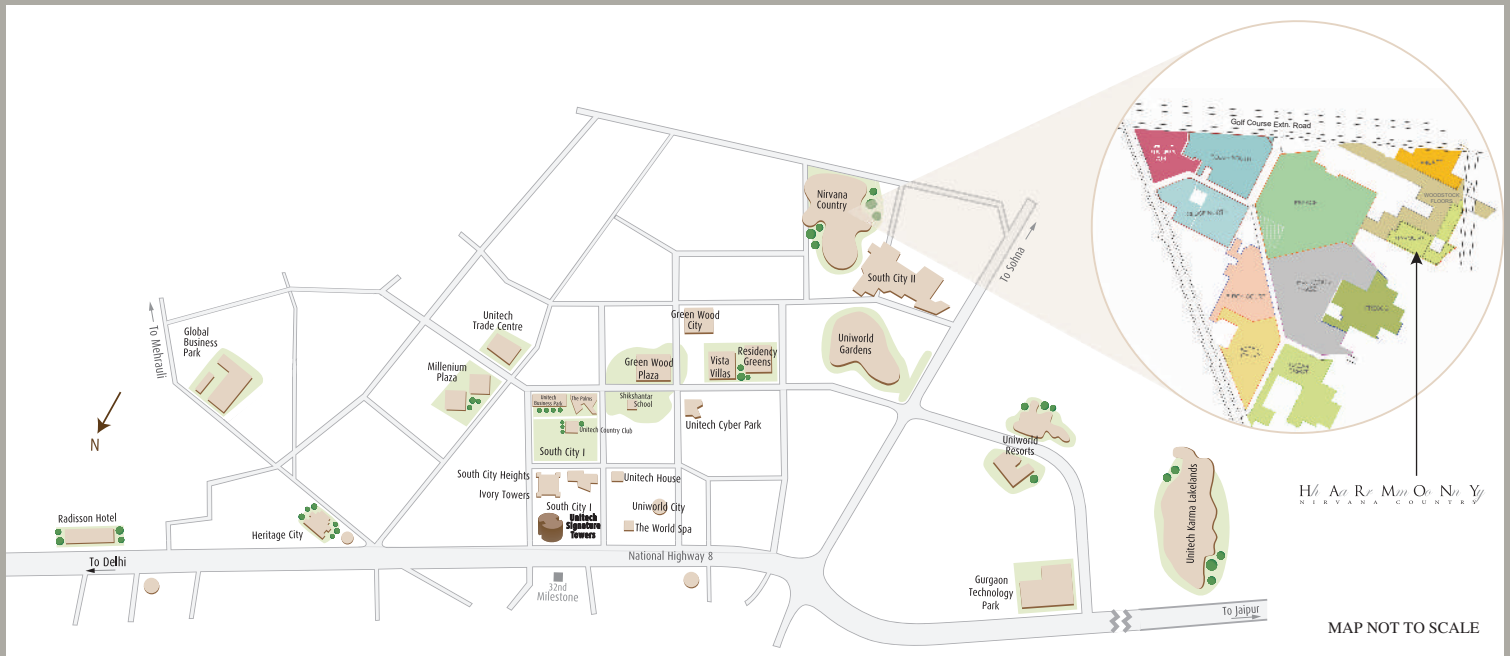 Golf Course Extn. Road
WOODSTOCK
FLOORS
Nirvana
Country
South City II
To Sohna
To Mehrauli
Global
Business
Park
Unitech
Trade Centre
Millenium
Plaza
Green Wood
City
Green Wood
Plaza
Vista
Villas
Residency
Greens
Uniworld
Gardens
Unitech
Business Park
The Palms
Shikshantar
School
Unitech Country Club
Unitech Cyber Park
South City I
N
Uniworld
Resorts
South City Heights
Ivory Towers
South City I
Unitech House
Uniworld City
The World Spa
Unitech
Signature
Towers
Unitech Karma Lakelands
HARMONY
NIRVANA COUNTRY
Radisson Hotel
Heritage City
To Delhi
National Highway 8
32nd
Milestone
Gurgaon
Technology
Park
To Jaipur
MAP NOT TO SCALE